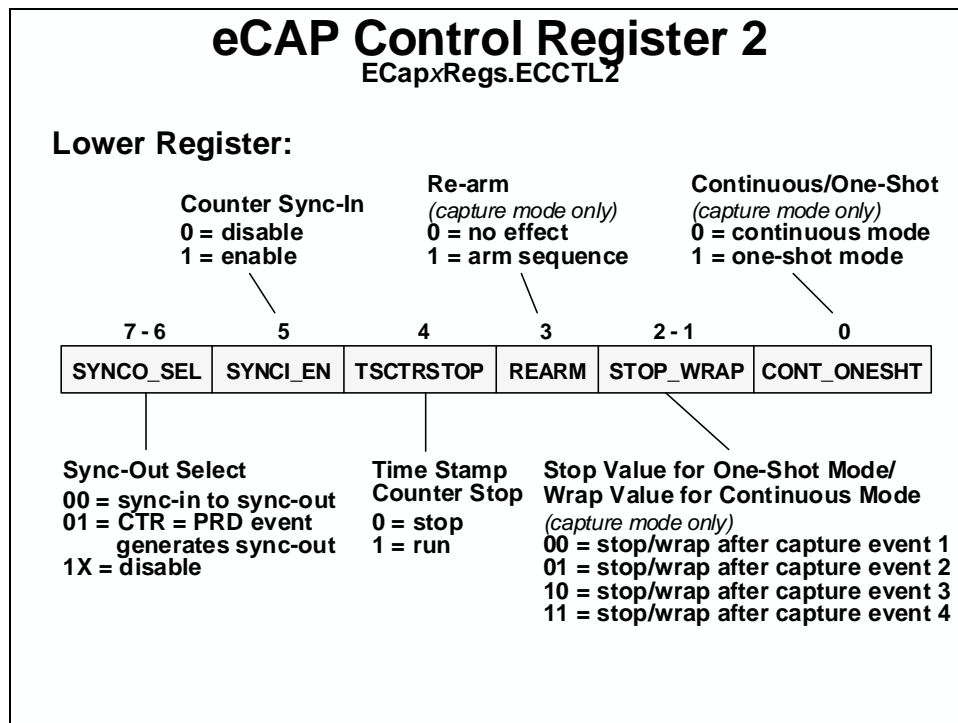 eCAP Control Register 2
ECapxRegs.ECCTL2
Lower Register:
Counter Sync-In
0 = disable
1 = enable
Re-arm
(capture mode only)
0 = no effect
1 = arm sequence
Continuous/One-Shot
(capture mode only)
0 = continuous mode
1 = one-shot mode
7 - 6 5 4 3 2 - 1 0
SYNCO_SEL SYNCI_EN TSCTRSTOP REARM STOP_WRAP CONT_ONESHT
Sync-Out Select
00 = sync-in to sync-out
01 = CTR = PRD event
generates sync-out
1X = disable
Time Stamp
Counter Stop
0 = stop
1 = run
Stop Value for One-Shot Mode/
Wrap Value for Continuous Mode
(capture mode only)
00 = stop/wrap after capture event 1
01 = stop/wrap after capture event 2
10 = stop/wrap after capture event 3
11 = stop/wrap after capture event 4